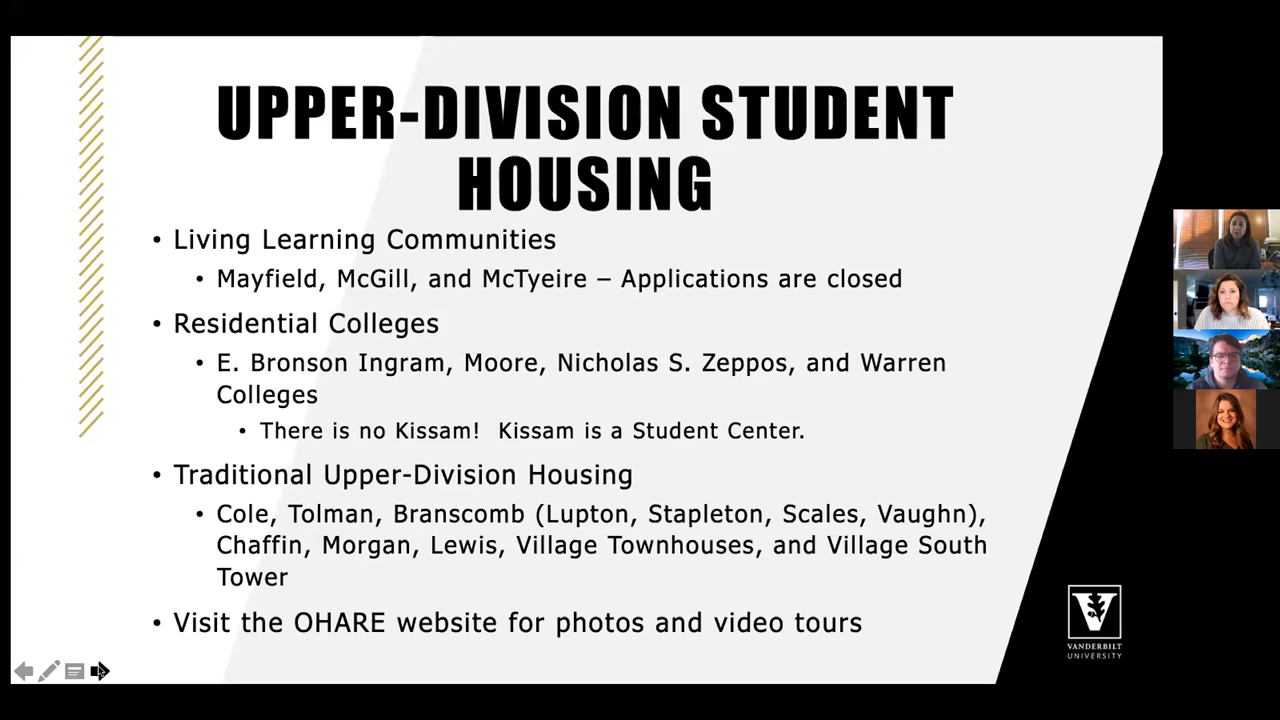 UPPER-DIVISION STUDENT
HOUSING
• Living Learning Communities
• Mayfield, McGill, and McTyeire – Applications are closed
• Residential Colleges
• E. Bronson Ingram, Moore, Nicholas S. Zeppos, and Warren
Colleges
• There is no Kissam!  Kissam is a Student Center.
• Traditional Upper-Division Housing
• Cole, Tolman, Branscomb (Lupton, Stapleton, Scales, Vaughn),
Chaffin, Morgan, Lewis, Village Townhouses, and Village South
Tower
• Visit the OHARE website for photos and video tours
V
VANDERBILT
UNIVERSITY